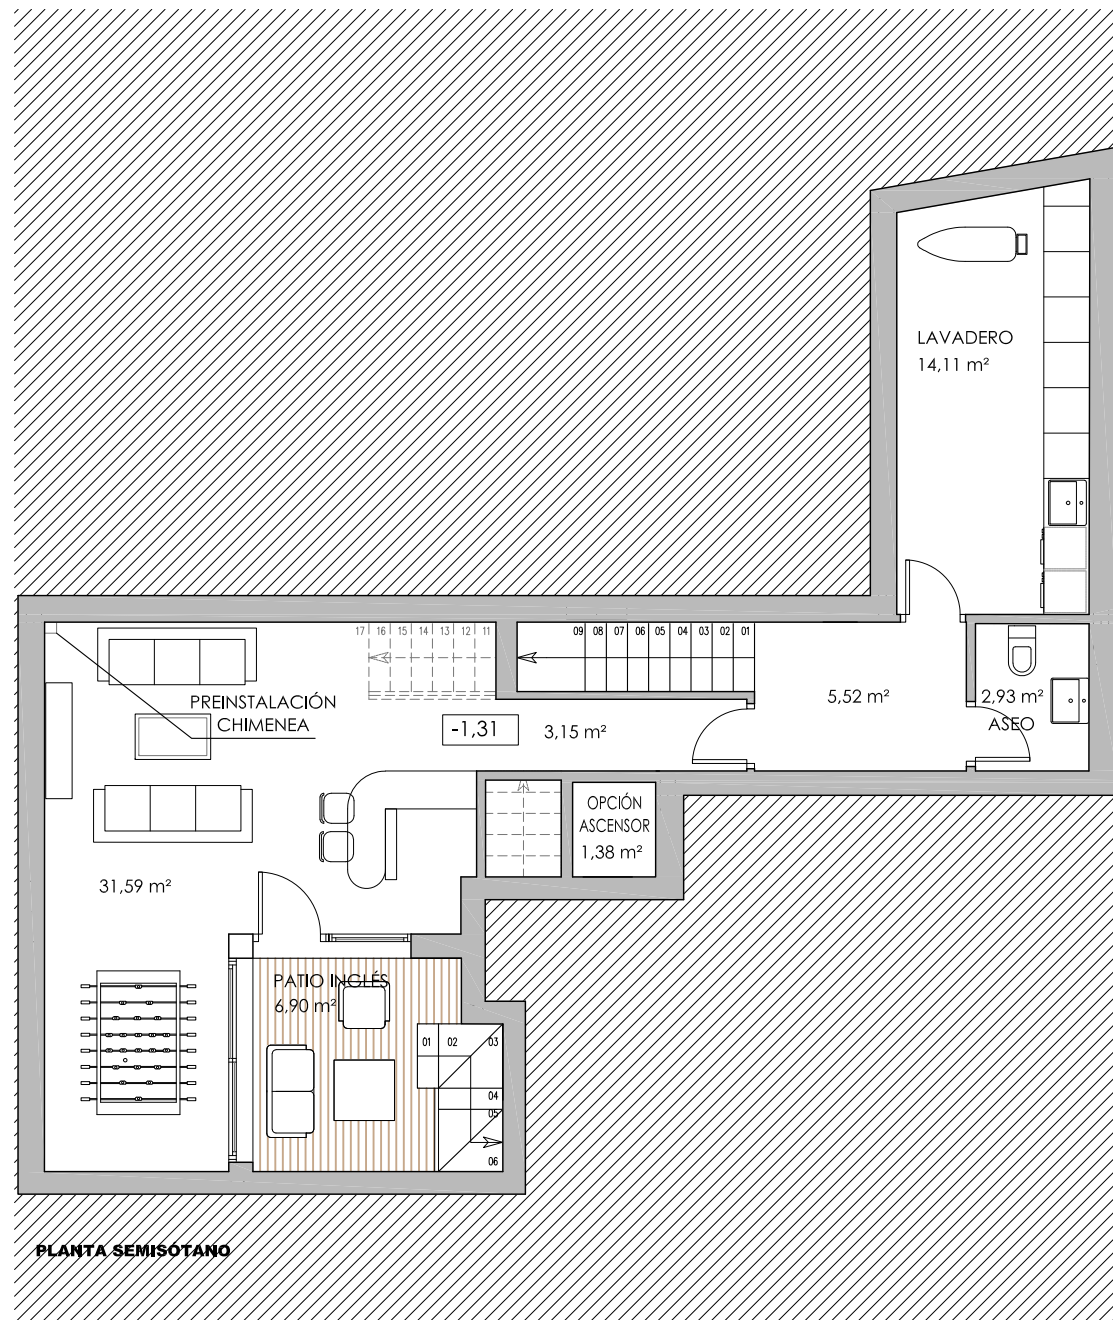 LAVADERO
14,11 m²
17 16 15 14 13 12 11
09 08 07 06 05 04 03 02 01
PREINSTALACIÓN
CHIMENEA
-1,31
3,15 m²
5,52 m²
2,93 m²
ASEO
OPCIÓN
ASCENSOR
1,38 m²
31,59 m²
PATIO INGLÉS
6,90 m²
01 02 03
04
05
06
PLANTA SEMISÓTANO